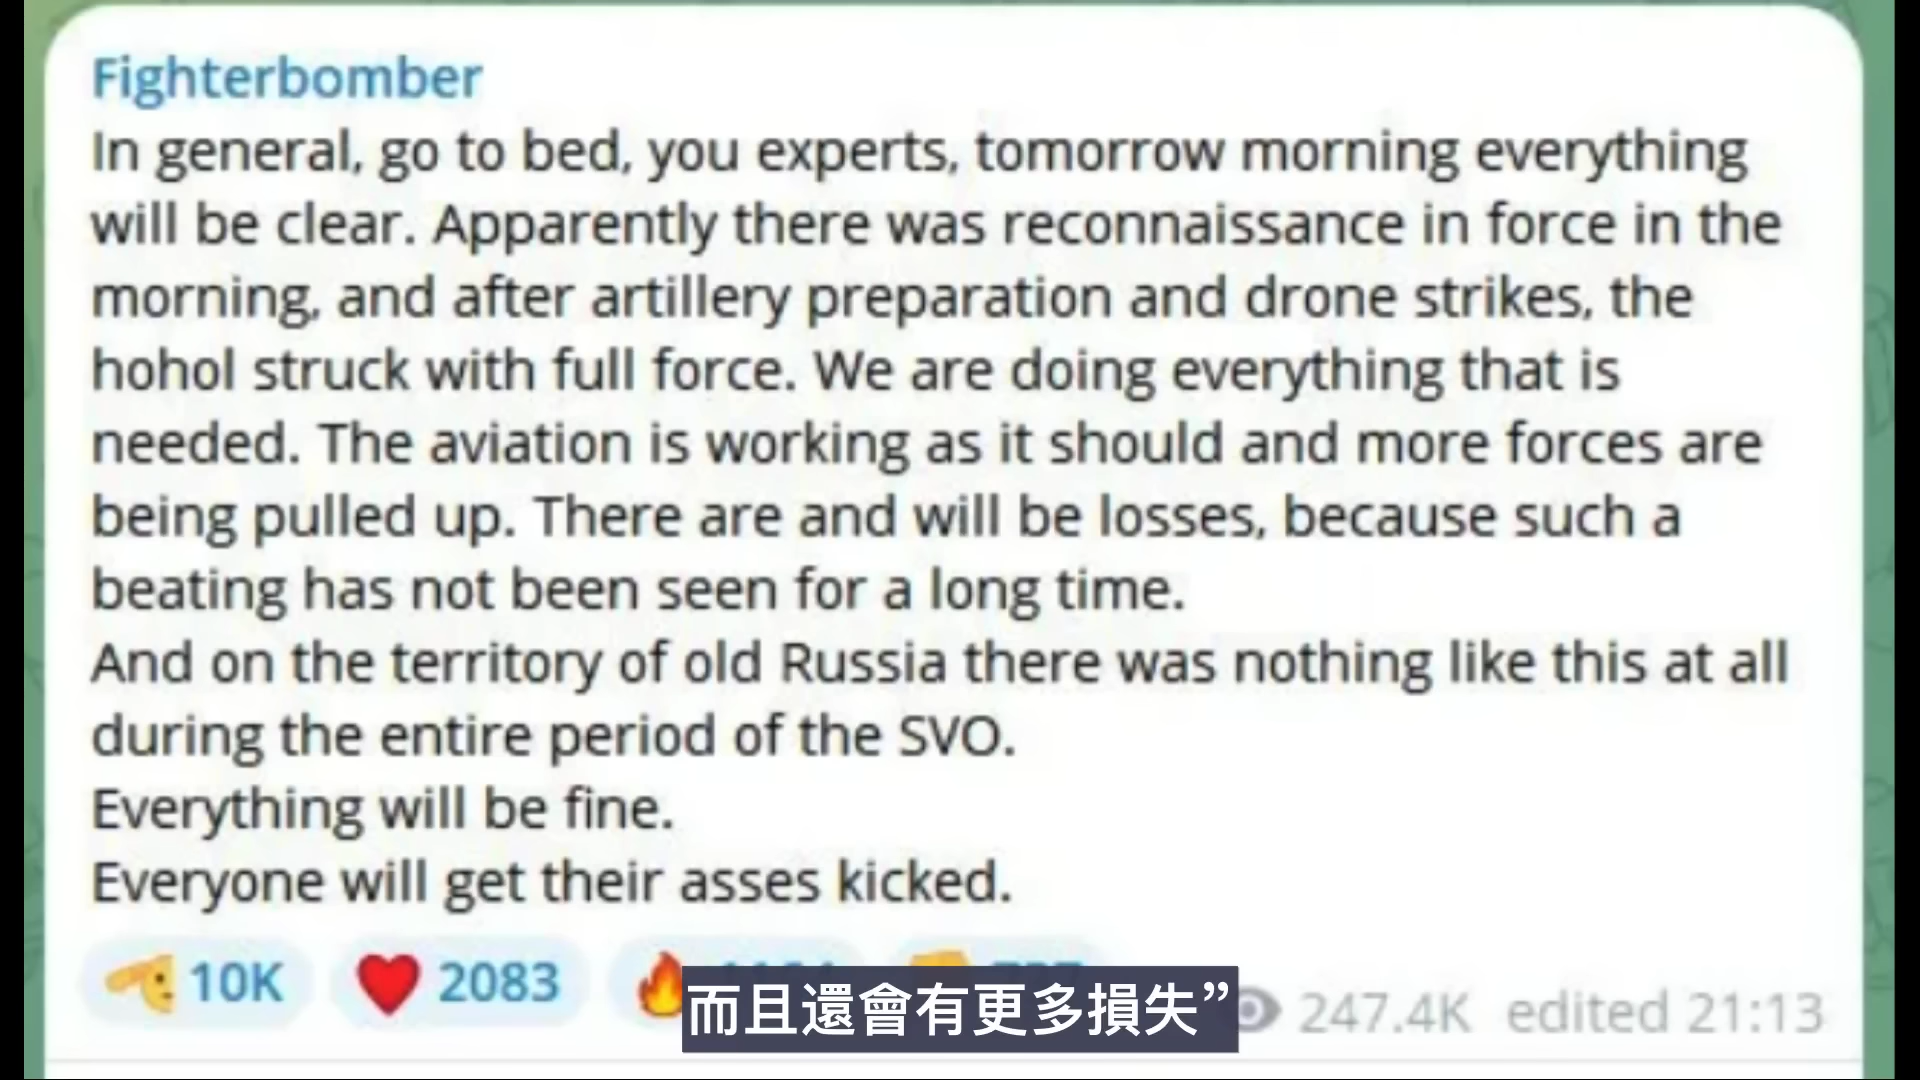 Fighterbomber
In general, go to bed, you experts, tomorrow morning everything
will be clear. Apparently there was reconnaissance in force in the
morning, and after artillery preparation and drone strikes, the
hohol struck with full force. We are doing everything that is
needed. The aviation is working as it should and more forces are
being pulled up. There are and will be losses, because such a
beating has not been seen for a long time.
And on the territory of old Russia there was nothing like this at all
during the entire period of the SVO.
Everything will be fine.
Everyone will get their asses kicked.
10K 2083
247.4K edited 21:13
而且還會有更多損失”